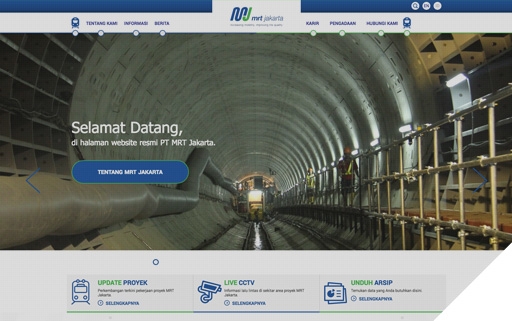 TENTANG KAMI INFORMASI BERITA
mrt jakarta
KARIR PENGADAAN HUBUNGI KAMI
EN
Selamat Datang,
di halaman website resmi PT MRT Jakarta.
TENTANG MRT JAKARTA
UPDATE PROYEK
Perkembangan terkini pekerjaan proyek MRT
Jakarta
SELENGKAPNYA
LIVE CCTV
Informasi lalu lintas di sekitar area proyek MRT
Jakarta
SELENGKAPNYA
UNDUH ARSIP
Temukan data yang Anda butuhkan disini
SELENGKAPNYA